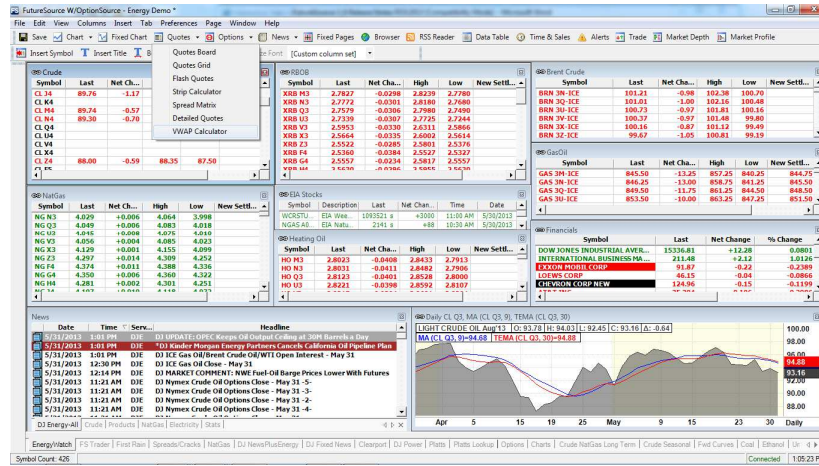 FutureSource W/OptionSource - Energy Demo *
File Edit View Columns Insert Tab Preferences Page Window Help
Save Chart Fixed Chart Quotes Options News Fixed Pages Browser RSS Reader Data Table Time & Sales Alerts Trade Market Depth Market Profile
Insert Symbol Insert Title Font [Custom column set]
Quotes Board
Quotes Grid
Flash Quotes
Strip Calculator
Spread Matrix
Detailed Quotes
VWAP Calculator
Crude
Symbol Last Net Ch...
CL J4 89.76 -1.17
CL K4
CL M4 89.74 -0.57
CL N4 89.30 -0.70
CL Q4
CL U4
CL V4
CL X4
CL Z4 88.00 -0.59 88.35 87.50
RBOB
Symbol Last Net Cha... High Low New Settl...
XRB M3 2.7827 -0.0298 2.8239 2.7780
XRB N3 2.7772 -0.0301 2.8180 2.7680
XRB Q3 2.7579 -0.0306 2.7980 2.7490
XRB U3 2.7339 -0.0307 2.7725 2.7244
XRB V3 2.5953 -0.0330 2.6311 2.5866
XRB X3 2.5664 -0.0335 2.6002 2.5614
XRB Z3 2.5522 -0.0285 2.5801 2.5376
XRB F4 2.5360 -0.0384 2.5527 2.5327
XRB G4 2.5557 -0.0234 2.5817 2.5557
Brent Crude
Symbol Last Net Cha... High Low New Settl...
BRN 3N-ICE 101.21 -0.98 102.38 100.70
BRN 3Q-ICE 101.01 -1.00 102.16 100.48
BRN 3U-ICE 100.73 -0.97 101.81 100.16
BRN 3V-ICE 100.37 -0.97 101.48 99.80
BRN 3X-ICE 100.16 -0.87 101.12 99.49
BRN 3Z-ICE 99.67 -1.05 100.81 99.19
GasOil
Symbol Last Net Cha... High Low New Settl...
GAS 3M-ICE 845.50 -13.25 857.25 840.25 844.75
GAS 3N-ICE 846.25 -13.00 858.75 841.25 845.50
GAS 3Q-ICE 849.50 -11.75 861.25 844.50 848.50
GAS 3U-ICE 853.50 -10.00 863.25 847.25 851.50
NatGas
Symbol Last Net Ch... High Low New Settl...
NG N3 4.029 +0.006 4.064 3.998
NG Q3 4.049 +0.006 4.083 4.018
NG U3 4.045 +0.008 4.075 4.010
NG V3 4.056 +0.004 4.085 4.023
NG X3 4.129 +0.001 4.155 4.099
NG Z3 4.297 +0.014 4.309 4.252
NG F4 4.374 +0.011 4.388 4.336
NG G4 4.350 +0.006 4.360 4.322
NG H4 4.281 +0.002 4.301 4.251
EIA Stocks
Symbol Description Last Net Chan... Time Date
WCRSTU... EIA Wee... 1093521 s +3000 11:00 AM 5/30/2013
NGAS A0... EIA Natu... 2141 s +88 10:30 AM 5/30/2013
Heating Oil
Symbol Last Net Cha... High Low New Settl...
HO M3 2.8023 -0.0408 2.8433 2.7913
HO N3 2.8031 -0.0411 2.8482 2.7906
HO Q3 2.8123 -0.0401 2.8528 2.8000
HO U3 2.8221 -0.0398 2.8592 2.8107
Financials
Symbol Last Net Change % Change
DOW JONES INDUSTRIAL AVER... 15336.81 +12.28 0.0801
INTERNATIONAL BUSINESS MA... 211.48 +2.12 1.0126
EXXON MOBIL CORP 91.87 -0.22 -0.2389
LOEWS CORP 46.15 -0.04 -0.0866
CHEVRON CORP NEW 124.96 -0.15 -0.1199
News
Date Time Serv... Headline
5/31/2013 1:01 PM DJE DJ UPDATE: OPEC Keeps Oil Output Ceiling at 30M Barrels a Day
5/31/2013 1:01 PM DJE *DJ Kinder Morgan Energy Partners Cancels California Oil Pipeline Plan
5/31/2013 12:30 PM DJE DJ ICE Gas Oil/Brent Crude Oil/WTI Open Interest - May 31
5/31/2013 12:30 PM DJE DJ ICE Gas Oil Close - May 31
5/31/2013 12:14 PM DJE DJ MARKET COMMENT: NWE Fuel-Oil Barge Prices Lower With Futures
5/31/2013 11:21 AM DJE DJ Nymex Crude Oil Options Close - May 31 -5-
5/31/2013 11:21 AM DJE DJ Nymex Crude Oil Options Close - May 31 -3-
5/31/2013 11:21 AM DJE DJ Nymex Crude Oil Options Close - May 31 -2-
5/31/2013 11:21 AM DJE DJ Nymex Crude Oil Options Close - May 31 -4-
DJ Energy-All Crude Products NatGas Electricity Stats
Daily CL Q3, MA (CL Q3, 9), TEMA (CL Q3, 30)
LIGHT CRUDE OIL Aug'13 O: 93.78 H: 94.03 L: 92.45 C: 93.16 Δ: -0.64
MA (CL Q3, 9)=94.68 TEMA (CL Q3, 30)=94.88
100.00
98.00
96.00
94.88
93.16
92.00
90.00
88.00
Apr 5 15 19 25 May 9 15 23 30 Daily
EnergyWatch FS Trader First Rain Spreads/Cracks NatGas DJ NewsPlusEnergy DJ Fixed News Clearport DJ Power Platts Platts Lookup Options Charts Crude NatGas Long Term Crude Seasonal Fwd Curves Coal Ethanol
Symbol Count: 426 Connected 1:05:23 P